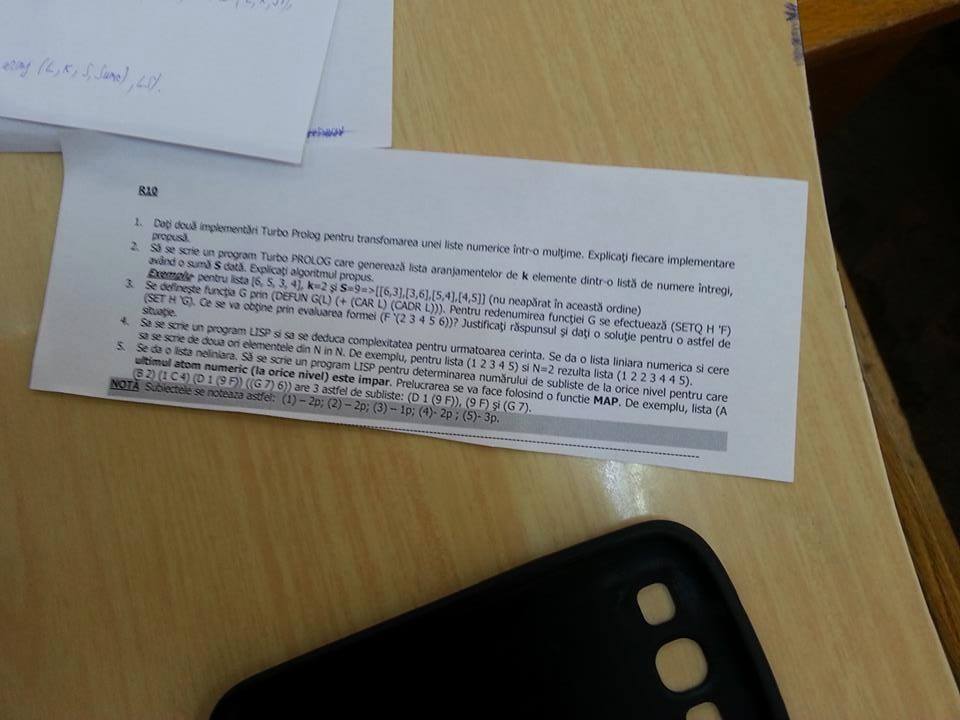 (L, K, S),
(L, K, S, Suma), LS).
R10
1. Dați două implementări Turbo Prolog pentru transfomarea unei liste numerice într-o mulțime. Explicați fiecare implementare
propusă.
2. Să se scrie un program Turbo PROLOG care generează lista aranjamentelor de k elemente dintr-o listă de numere întregi,
având o sumă S dată. Explicați algoritmul propus.
Exemplu pentru lista [6, 5, 3, 4], k=2 și S=9=>[[6,3],[3,6],[5,4],[4,5]] (nu neapărat în această ordine)
3. Se definește funcția G prin (DEFUN G(L) (+ (CAR L) (CADR L))). Pentru redenumirea funcției G se efectuează (SETQ H 'F)
(SET H 'G). Ce se va obține prin evaluarea formei (F '(2 3 4 5 6))? Justificați răspunsul și dați o soluție pentru o astfel de
situație.
4. Sa se scrie un program LISP si sa se deduca complexitatea pentru urmatoarea cerinta. Se da o lista liniara numerica si cere
sa se scrie de doua ori elementele din N in N. De exemplu, pentru lista (1 2 3 4 5) si N=2 rezulta lista (1 2 2 3 4 4 5).
5. Se da o lista neliniara. Să se scrie un program LISP pentru determinarea numărului de subliste de la orice nivel pentru care
ultimul atom numeric (la orice nivel) este impar. Prelucrarea se va face folosind o functie MAP. De exemplu, lista (A
(B 2) (1 C 4) (D 1 (9 F)) ((G 7) 6)) are 3 astfel de subliste: (D 1 (9 F)), (9 F) și (G 7).
NOTĂ Subiectele se noteaza astfel: (1) – 2p; (2) – 2p; (3) – 1p; (4)- 2p ; (5)- 3p.